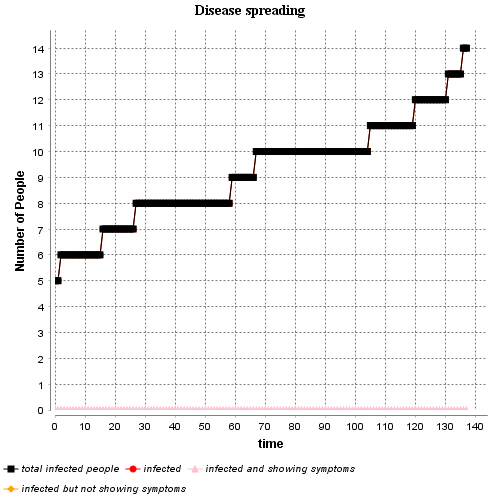 Disease spreading
Number of People
14
13
12
11
10
9
8
7
6
5
4
3
2
1
0
0 10 20 30 40 50 60 70 80 90 100 110 120 130 140
time
total infected people infected infected and showing symptoms
infected but not showing symptoms